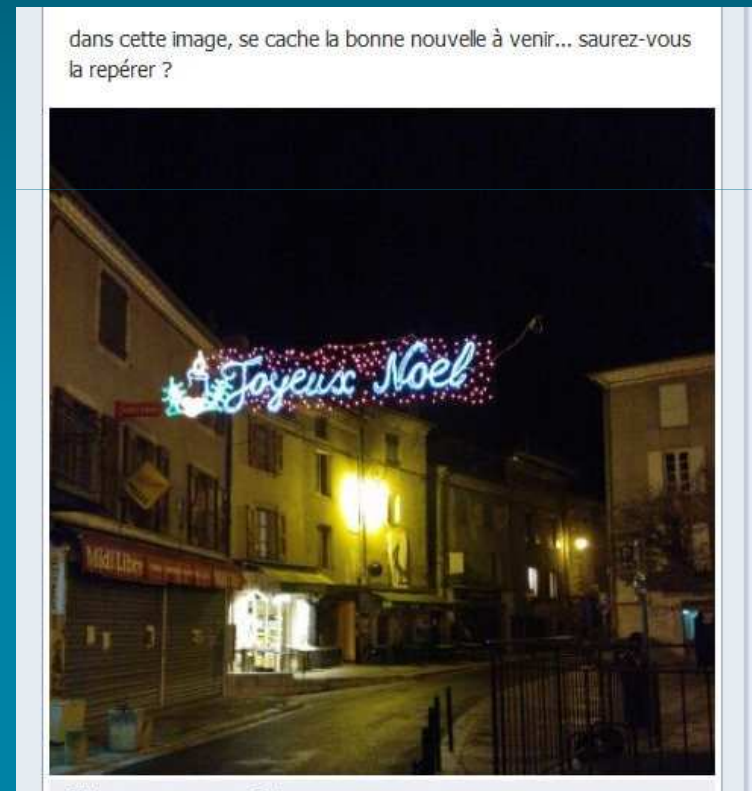 dans cette image, se cache la bonne nouvelle à venir... saurez-vous
la repérer ?
Joyeux Noel
Midi Libre